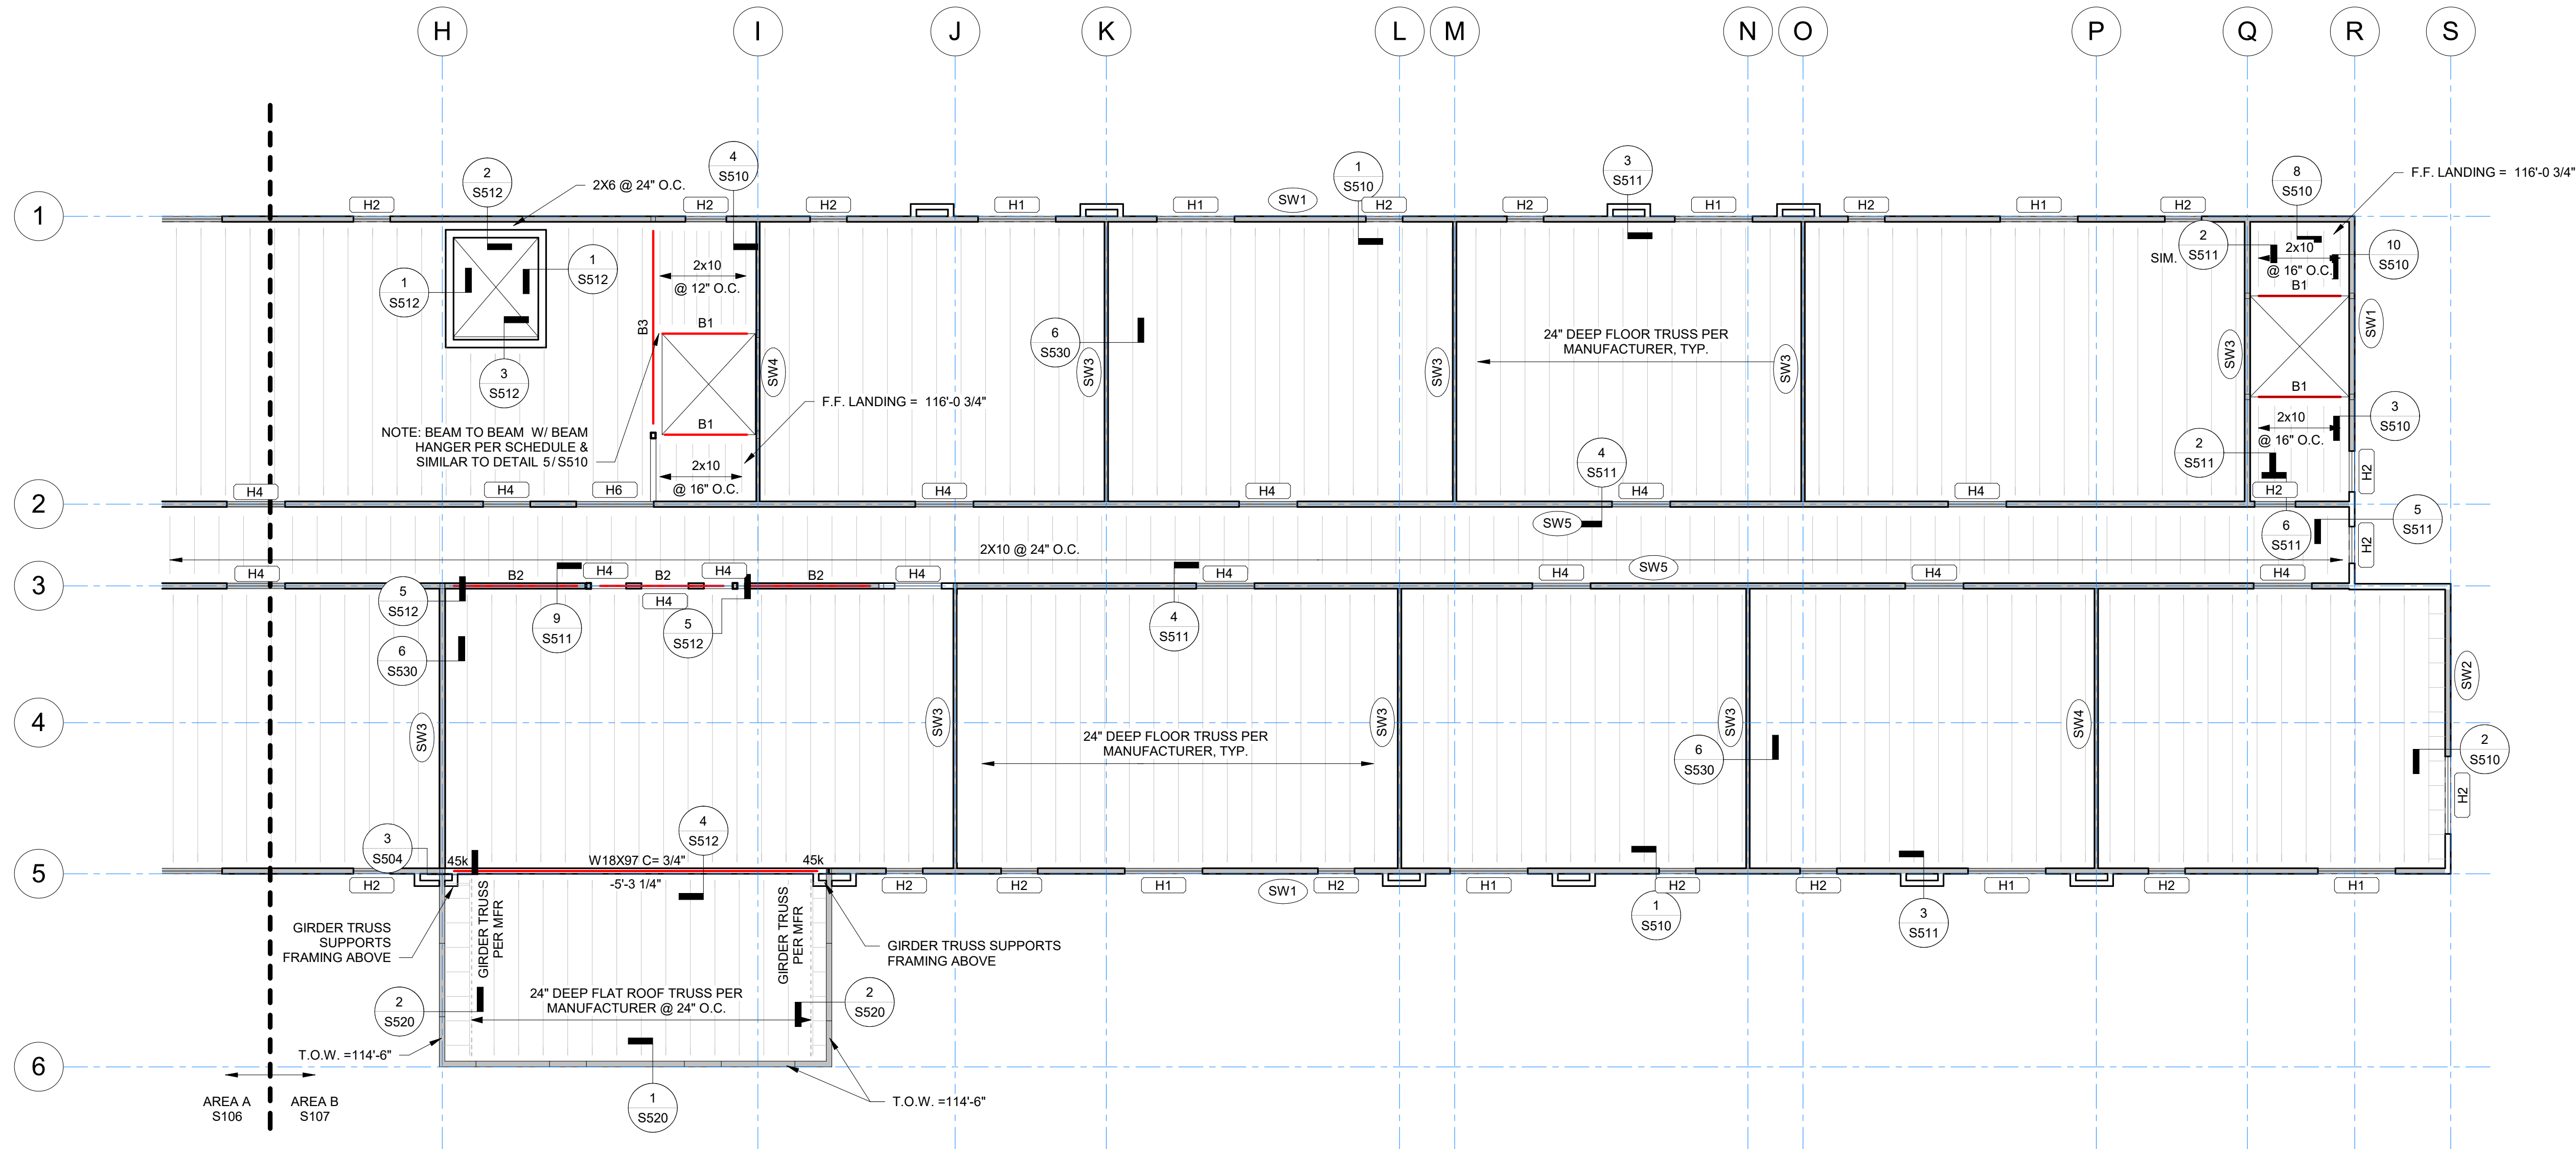 H
I
J
K
L
M
N
O
P
Q
R
S
2
S512
2X6 @ 24" O.C.
4
S510
1
S510
3
S511
8
S510
F.F. LANDING = 116'-0 3/4"
1
H2
H2
H2
H1
H1
SW1
H2
H2
H1
H2
H1
H2
1
S512
1
S512
2x10
@ 12" O.C.
2
S511
SIM.
2x10
@ 16" O.C.
10
S510
B1
B3
B1
SW4
6
S530
SW3
SW3
24" DEEP FLOOR TRUSS PER
MANUFACTURER, TYP.
SW3
SW3
SW1
3
S512
F.F. LANDING = 116'-0 3/4"
B1
NOTE: BEAM TO BEAM W/ BEAM
HANGER PER SCHEDULE &
SIMILAR TO DETAIL 5/S510
B1
2x10
@ 16" O.C.
4
S511
2
S511
2x10
@ 16" O.C.
3
S510
H2
2
H4
H4
H6
H4
H4
H4
H4
H2
SW5
6
S511
5
S511
H2
2X10 @ 24" O.C.
SW5
3
H4
B2
H4
B2
H4
B2
H4
H4
H4
H4
H4
H4
5
S512
9
S511
5
S512
4
S511
6
S530
SW2
4
SW3
SW3
24" DEEP FLOOR TRUSS PER
MANUFACTURER, TYP.
SW3
SW3
6
S530
SW4
2
S510
H2
3
S504
4
S512
45k
W18X97 C= 3/4"
45k
-5'-3 1/4"
5
H2
H2
H2
H1
SW1
H2
H1
H2
H2
H1
H2
H1
GIRDER TRUSS
PER MFR
GIRDER TRUSS
PER MFR
1
S510
3
S511
GIRDER TRUSS
SUPPORTS
FRAMING ABOVE
GIRDER TRUSS SUPPORTS
FRAMING ABOVE
2
S520
24" DEEP FLAT ROOF TRUSS PER
MANUFACTURER @ 24" O.C.
2
S520
T.O.W. =114'-6"
6
AREA A
S106
AREA B
S107
1
S520
T.O.W. =114'-6"